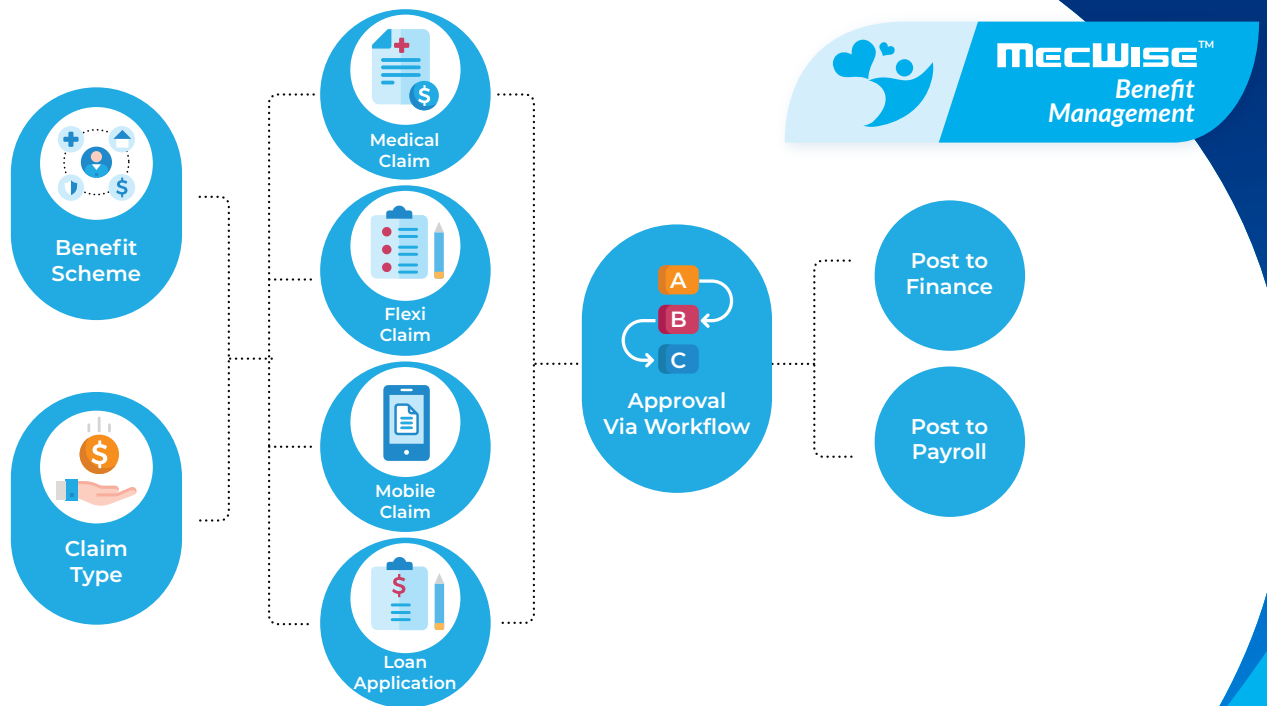 MECWISE™
Benefit
Management
Benefit
Scheme
Claim
Type
$
$
Medical
Claim
$
Flexi
Claim
Mobile
Claim
$
Loan
Application
A
B
C
Approval
Via Workflow
Post to
Finance
Post to
Payroll